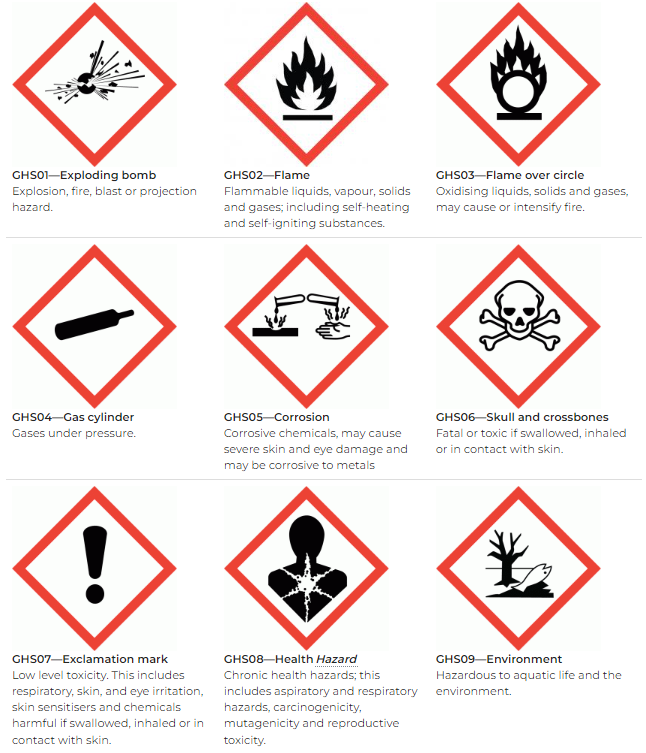 GHS01—Exploding bomb
Explosion, fire, blast or projection
hazard.
GHS02—Flame
Flammable liquids, vapour, solids
and gases; including self-heating
and self-igniting substances.
GHS03—Flame over circle
Oxidising liquids, solids and gases,
may cause or intensify fire.
GHS04—Gas cylinder
Gases under pressure.
GHS05—Corrosion
Corrosive chemicals, may cause
severe skin and eye damage and
may be corrosive to metals
GHS06—Skull and crossbones
Fatal or toxic if swallowed, inhaled
or in contact with skin.
GHS07—Exclamation mark
Low level toxicity. This includes
respiratory, skin, and eye irritation,
skin sensitisers and chemicals
harmful if swallowed, inhaled or in
contact with skin.
GHS08—Health Hazard
Chronic health hazards; this
includes aspiratory and respiratory
hazards, carcinogenicity,
mutagenicity and reproductive
toxicity.
GHS09—Environment
Hazardous to aquatic life and the
environment.